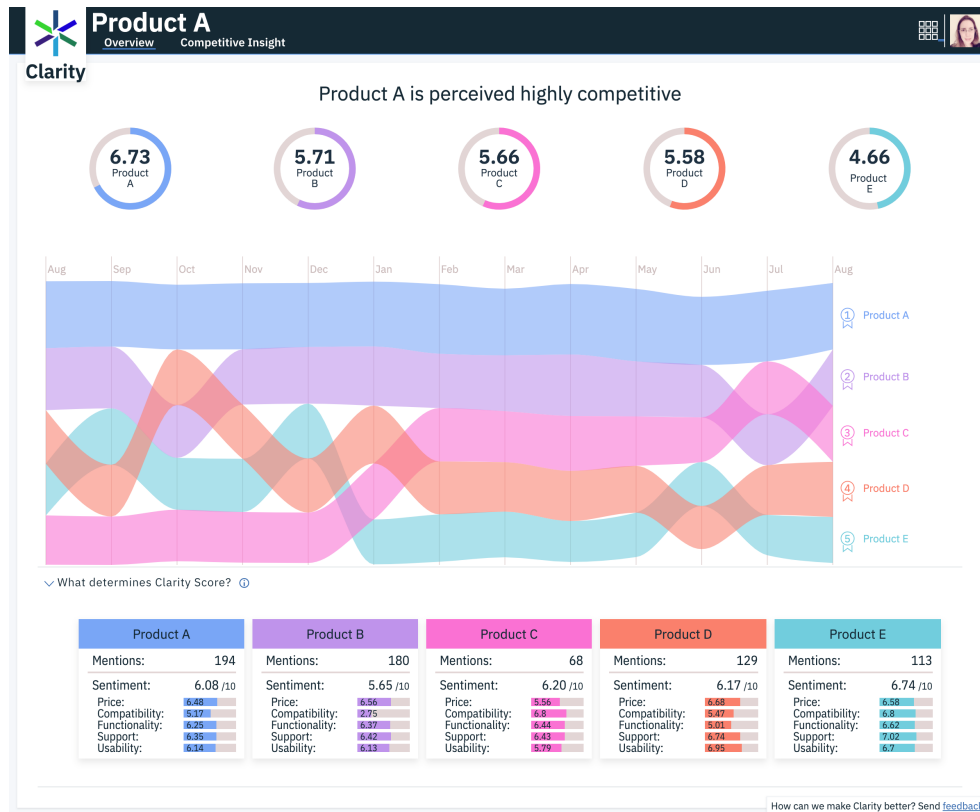 Product A
Overview Competitive Insight
Clarity
Product A is perceived highly competitive
6.73
Product
A
5.71
Product
B
5.66
Product
C
5.58
Product
D
4.66
Product
E
Aug Sep Oct Nov Dec Jan Feb Mar Apr May Jun Jul Aug
1 Product A
2 Product B
3 Product C
4 Product D
5 Product E
What determines Clarity Score?
Product A
Mentions: 194
Sentiment: 6.08 /10
Price: 6.48
Compatibility: 5.17
Functionality: 6.25
Support: 6.35
Usability: 6.14
Product B
Mentions: 180
Sentiment: 5.65 /10
Price: 6.56
Compatibility: 2.75
Functionality: 6.37
Support: 6.42
Usability: 6.13
Product C
Mentions: 68
Sentiment: 6.20 /10
Price: 5.56
Compatibility: 6.8
Functionality: 6.44
Support: 6.43
Usability: 5.79
Product D
Mentions: 129
Sentiment: 6.17 /10
Price: 6.68
Compatibility: 5.47
Functionality: 5.01
Support: 6.74
Usability: 6.95
Product E
Mentions: 113
Sentiment: 6.74 /10
Price: 6.58
Compatibility: 6.8
Functionality: 6.62
Support: 7.02
Usability: 6.7
How can we make Clarity better? Send feedbac